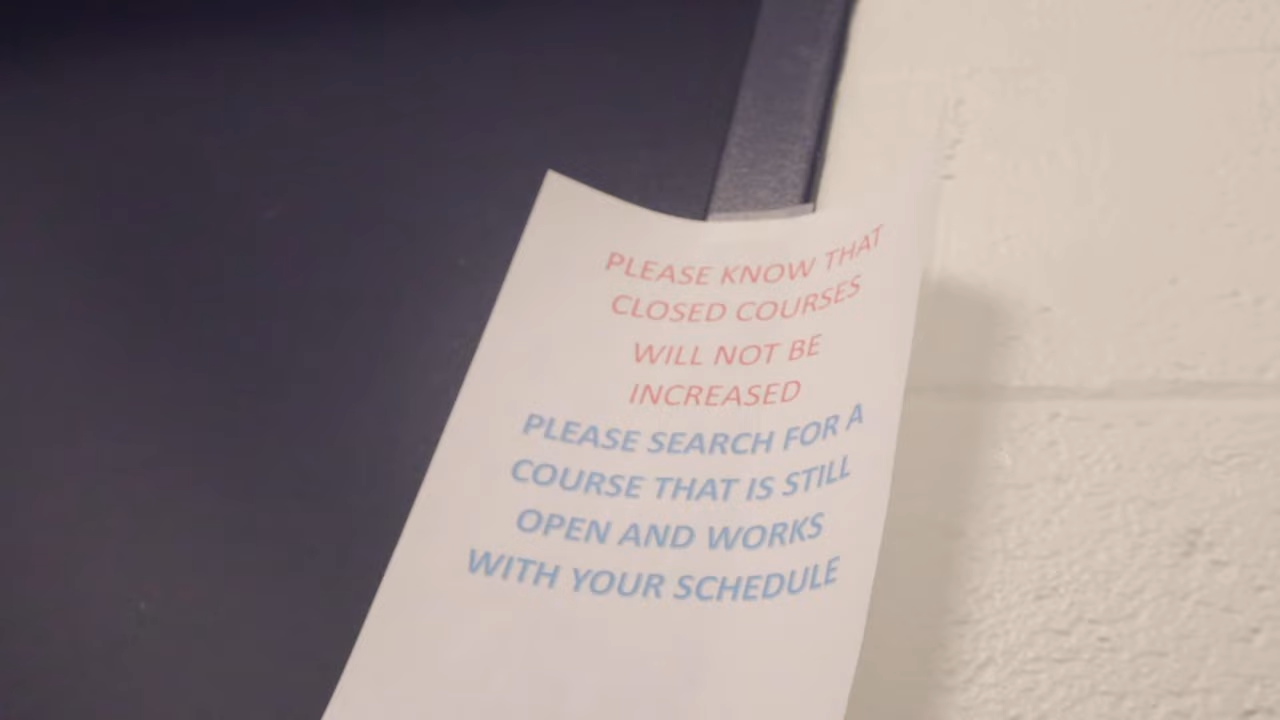 PLEASE KNOW THAT
CLOSED COURSES
WILL NOT BE
INCREASED
PLEASE SEARCH FOR A
COURSE THAT IS STILL
OPEN AND WORKS
WITH YOUR SCHEDULE